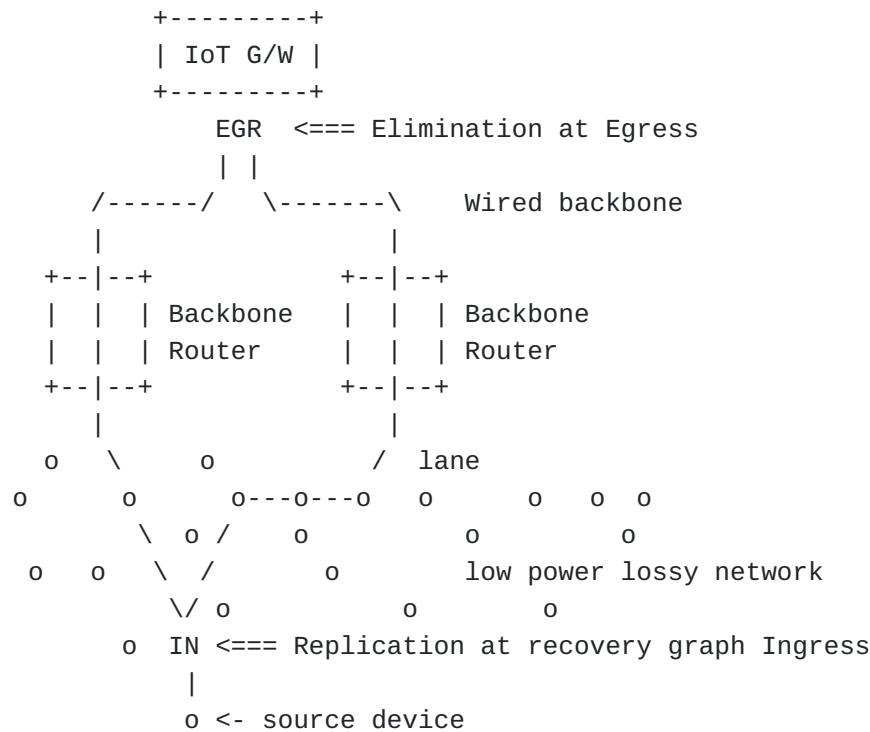 +---------+
| IoT G/W |
+---------+
EGR <=== Elimination at Egress
| |
/------/ \-------\ Wired backbone
| |
+--|--+ +--|--+
| | | Backbone | | | Backbone
| | | Router | | | Router
+--|--+ +--|--+
| |
o \ o / lane
o o o---o---o o o o o
\ o / o o o
o o \ / o low power lossy network
\/ o o o
o IN <=== Replication at recovery graph Ingress
|
o <- source device